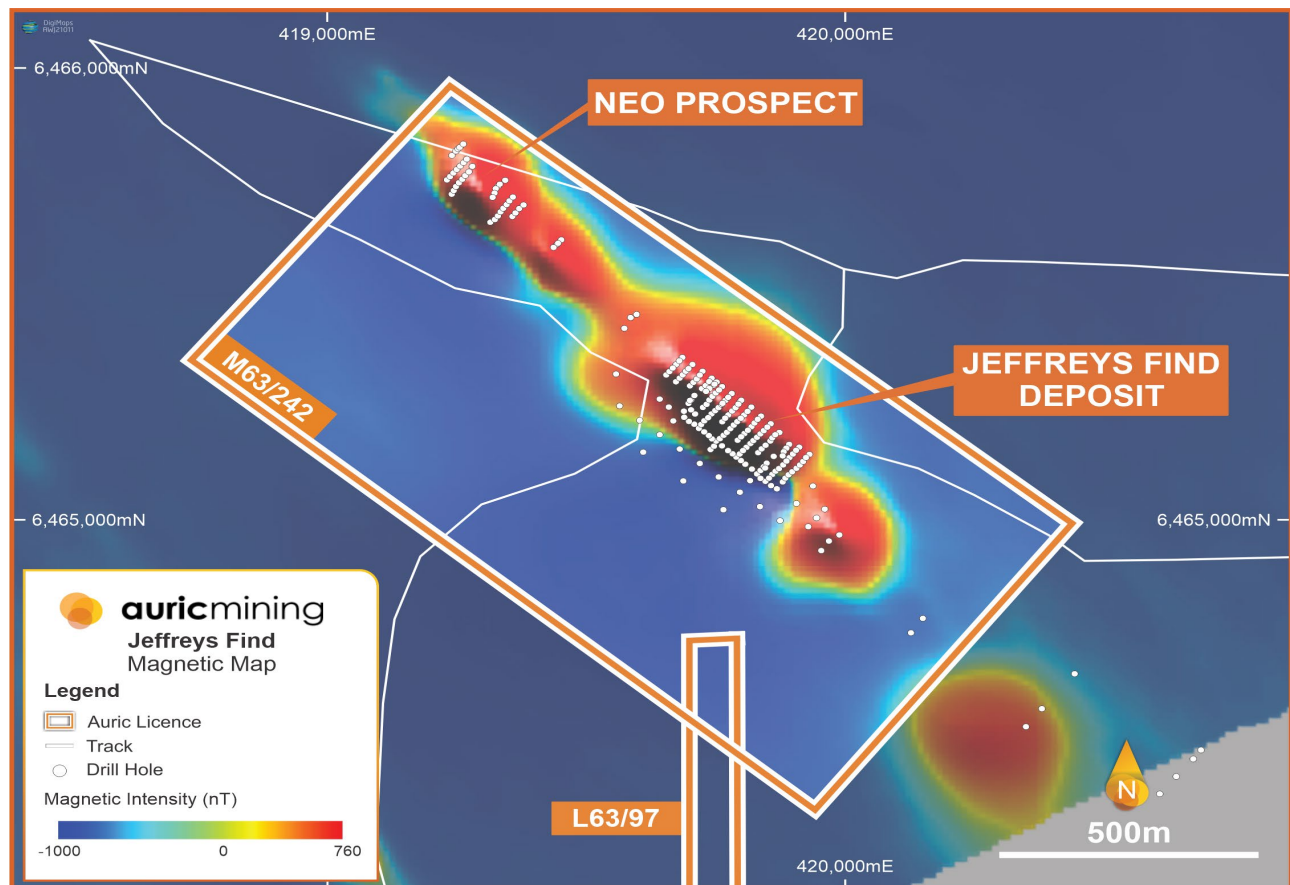 DigiMaps
RWJ21011
419,000mE
420,000mE
6,466,000mN
NEO PROSPECT
JEFFREYS FIND
DEPOSIT
M63/242
6,465,000mN
6,465,000mN
auricmining
Jeffreys Find
Magnetic Map
Legend
Auric Licence
Track
Drill Hole
Magnetic Intensity (nT)
-1000 0 760
L63/97
N
500m
420,000mE